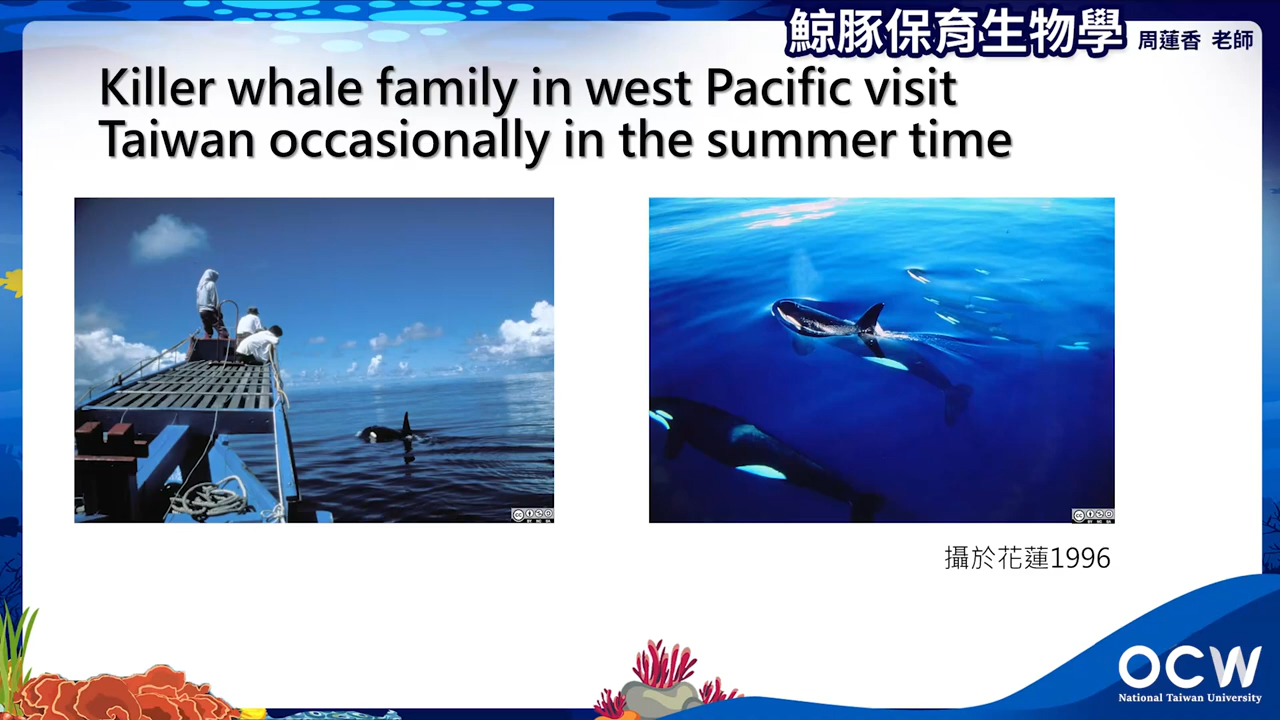 鯨豚保育生物學 周蓮香 老師
Killer whale family in west Pacific visit
Taiwan occasionally in the summer time
攝於花蓮1996
OCW
National Taiwan University